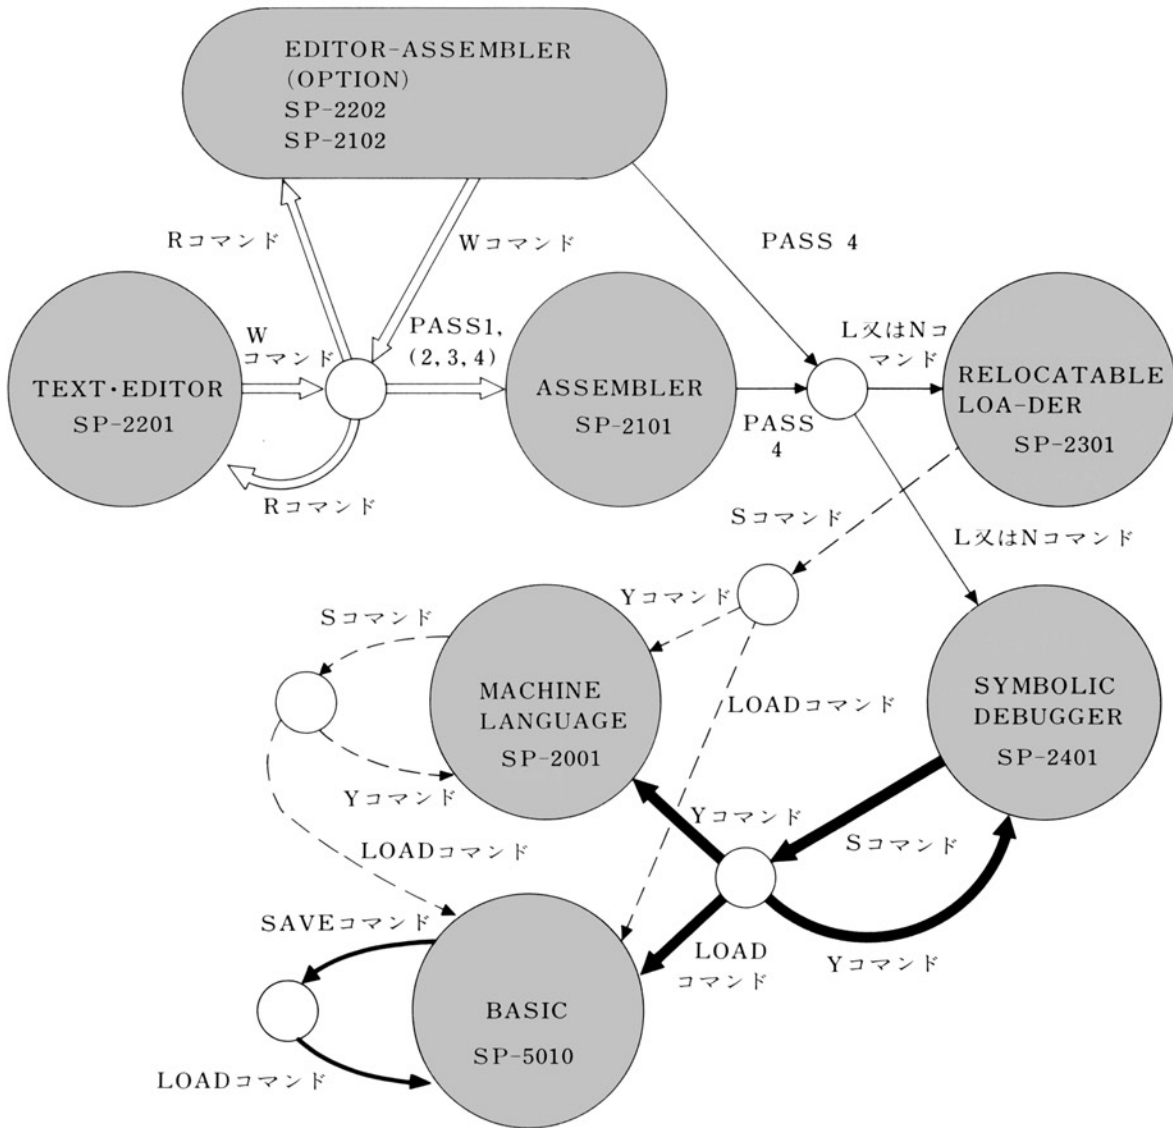 EDITOR-ASSEMBLER
(OPTION)
SP-2202
SP-2102
Rコマンド
Wコマンド
PASS 4
W
コマンド
PASS1,
(2,3,4)
L又はNコ
マンド
TEXT・EDITOR
SP-2201
ASSEMBLER
SP-2101
PASS
4
RELOCATABLE
LOA-DER
SP-2301
Rコマンド
Sコマンド
L又はNコマンド
Yコマンド
Sコマンド
MACHINE
LANGUAGE
SP-2001
LOADコマンド
SYMBOLIC
DEBUGGER
SP-2401
Yコマンド
Yコマンド
Sコマンド
LOADコマンド
SAVEコマンド
LOAD
コマンド
Yコマンド
BASIC
SP-5010
LOADコマンド